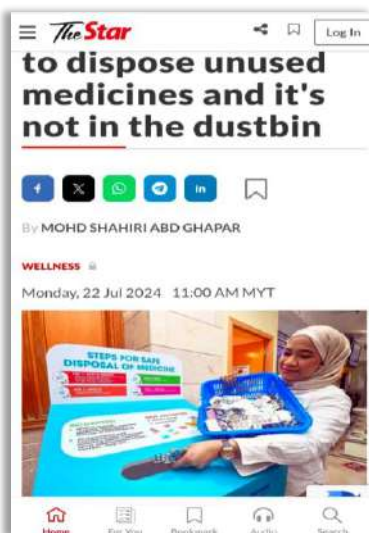 The Star
Log In
to dispose unused
medicines and it's
not in the dustbin
By MOHD SHAHIRI ABD GHAPAR
WELLNESS
Monday, 22 Jul 2024 11:00 AM MYT
STEPS FOR SAFE
DISPOSAL OF MEDICINE
Home
For You
Bookmark
Audio
Search